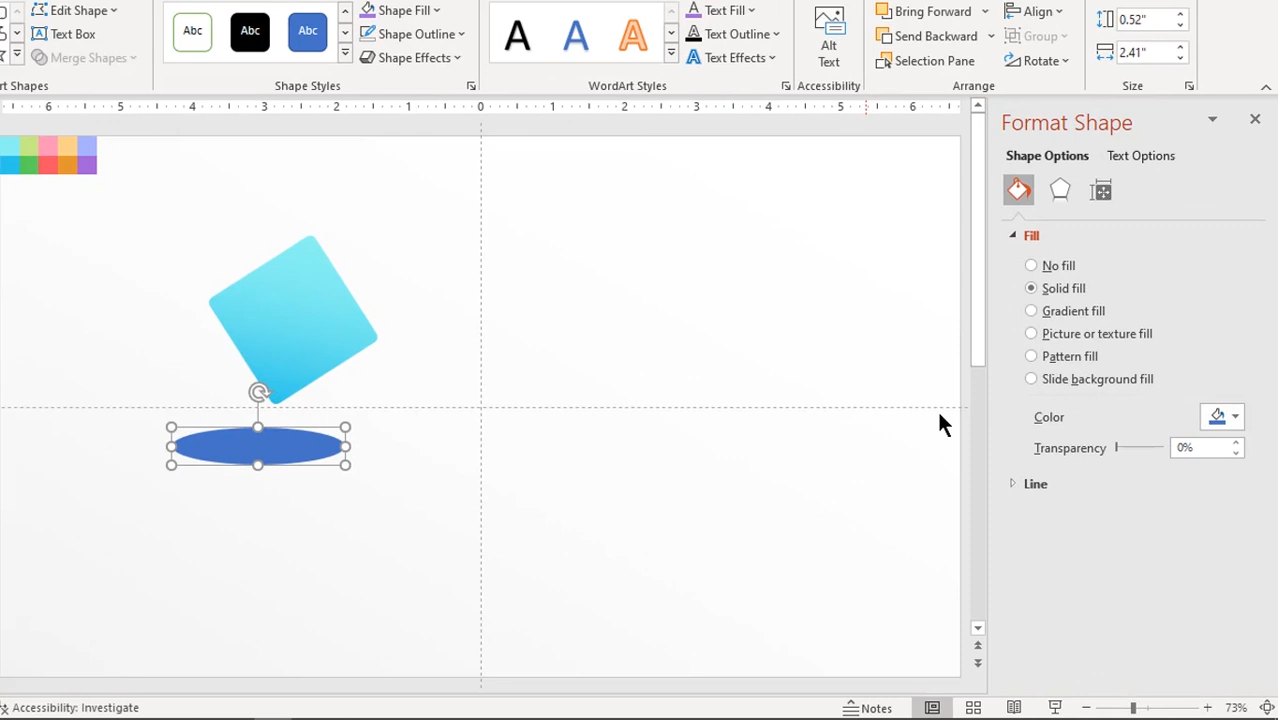 Edit Shape
Text Box
Merge Shapes
rt Shapes
Abc Abc Abc
Shape Fill
Shape Outline
Shape Effects
Shape Styles
A A A
Text Fill
Text Outline
Text Effects
WordArt Styles
Alt
Text
Accessibility
Bring Forward
Send Backward
Selection Pane
Align
Group
Rotate
Arrange
0.52"
2.41"
Size
6 5 4 3 2 1 0 1 2 3 4 5 6
Format Shape
Shape Options Text Options
Fill
No fill
Solid fill
Gradient fill
Picture or texture fill
Pattern fill
Slide background fill
Color
Transparency 0%
Line
Accessibility: Investigate
Notes
73%